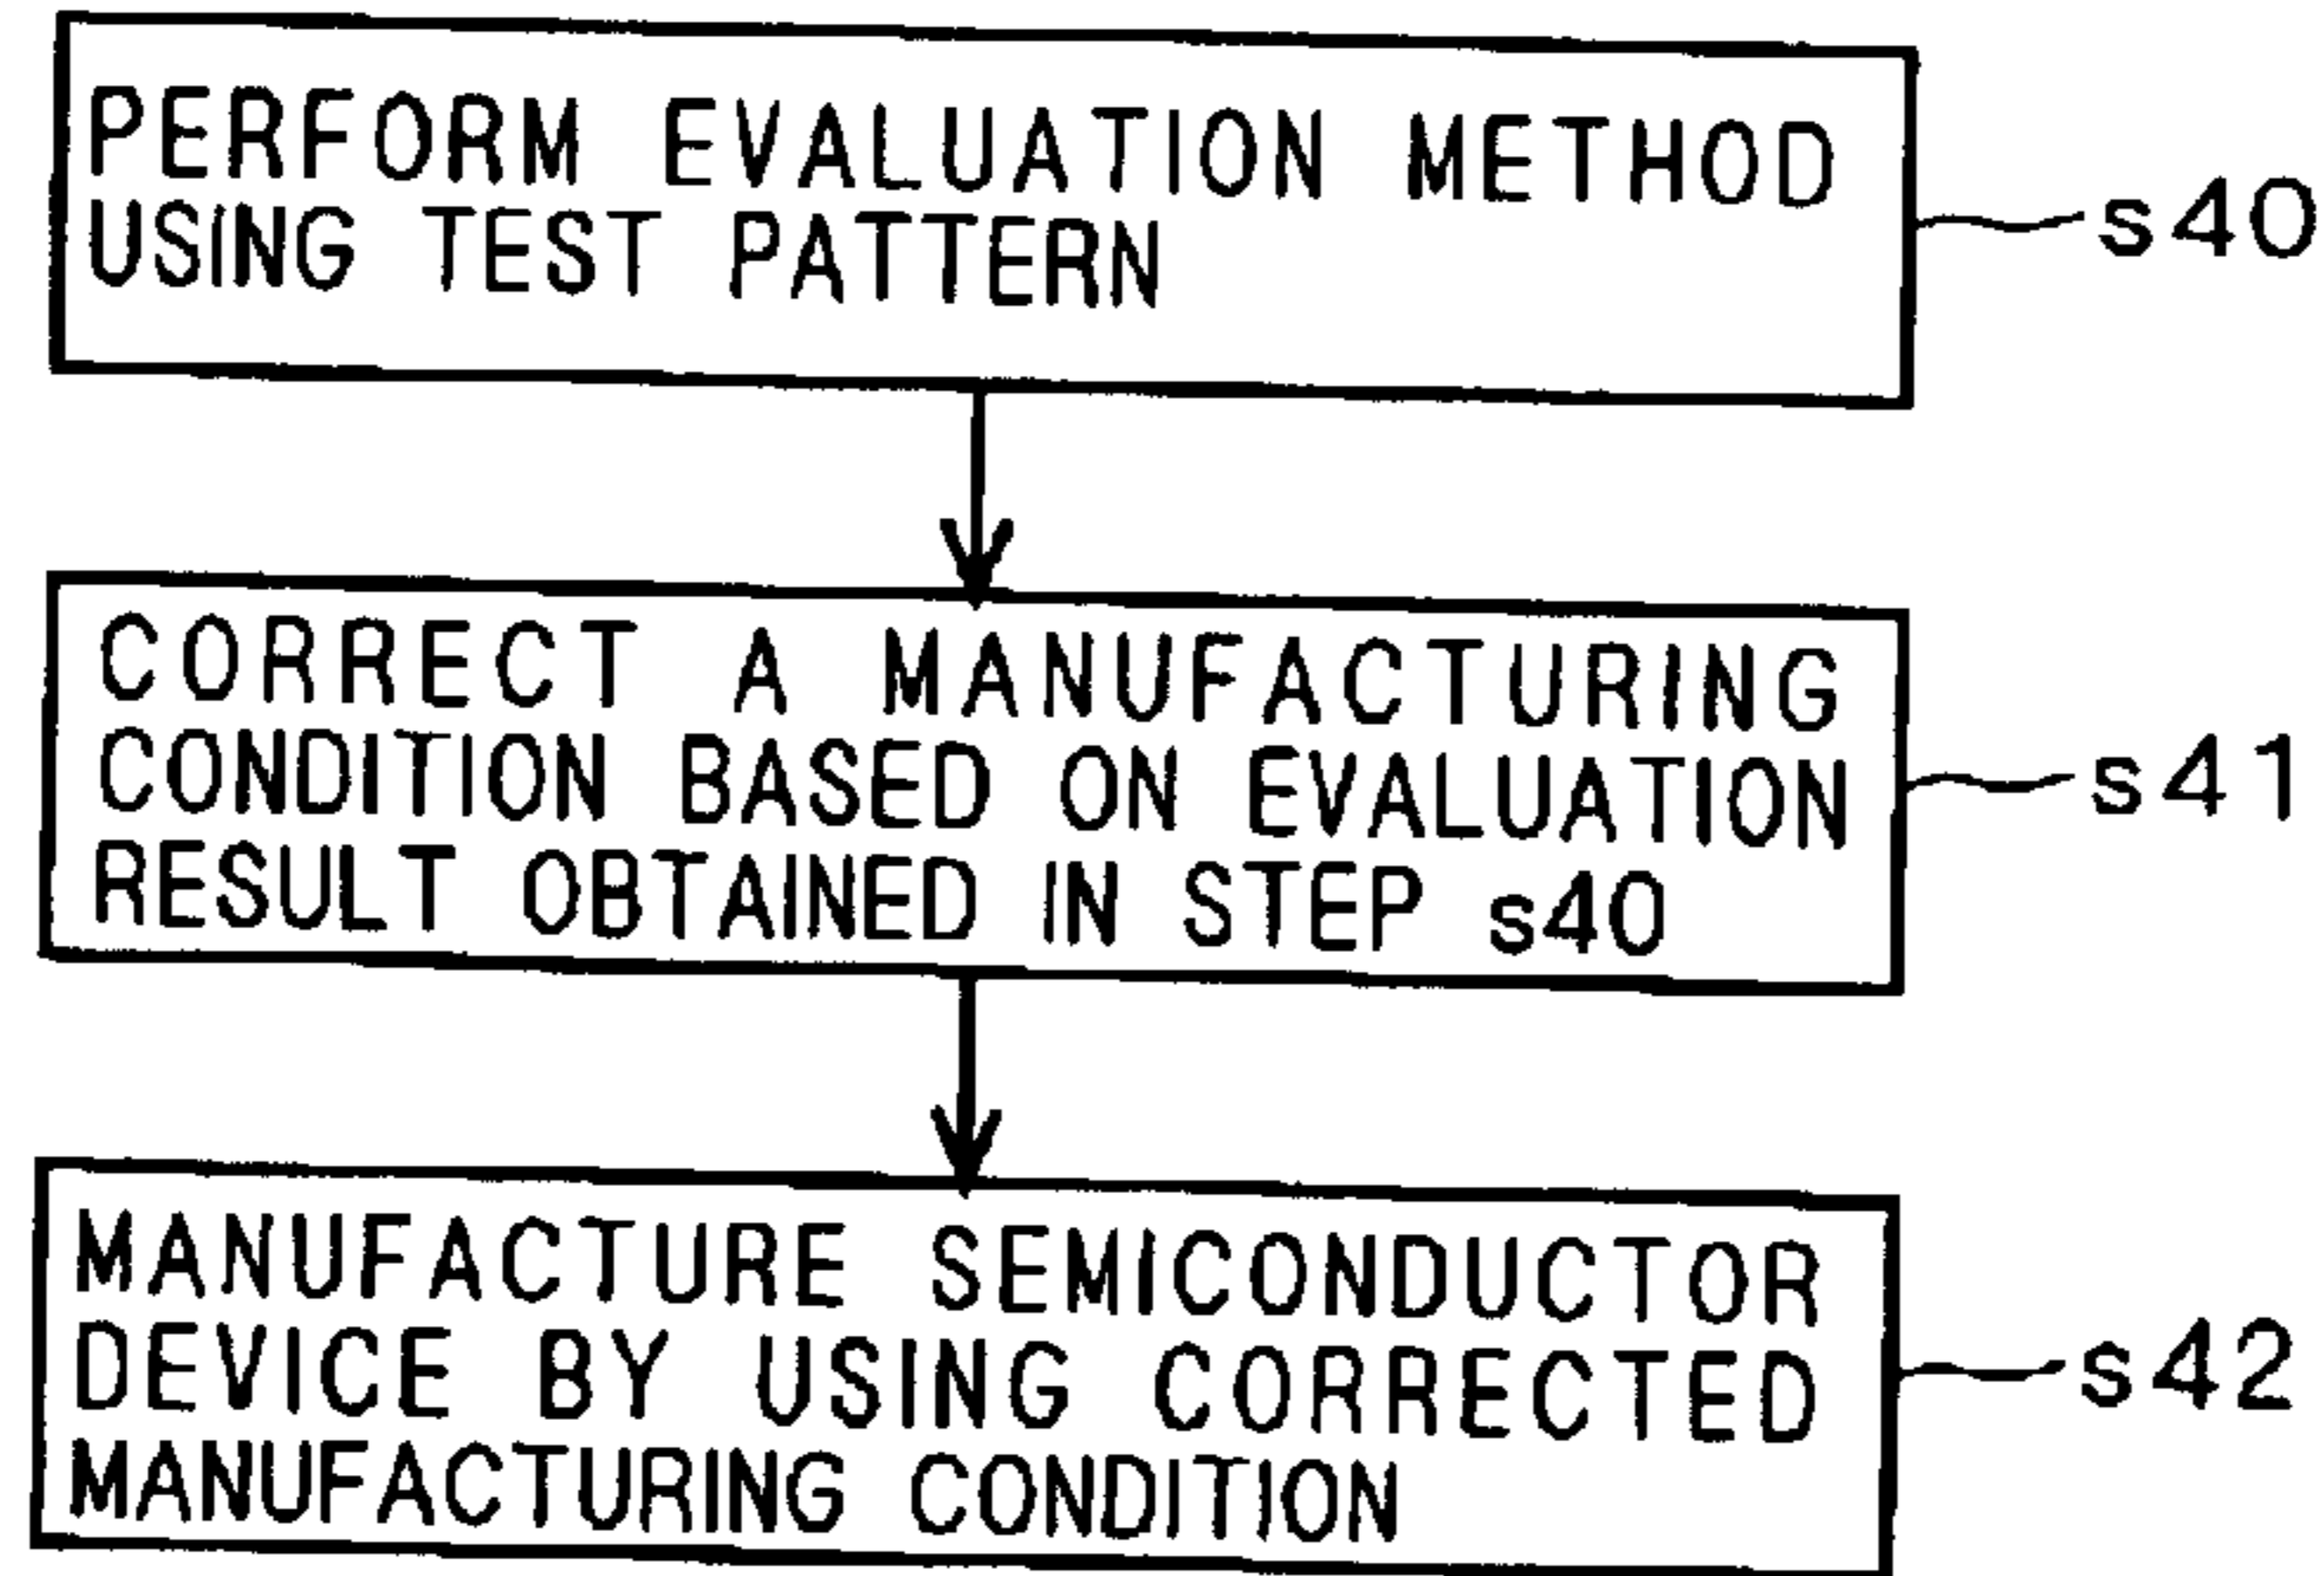 PERFORM EVALUATION METHOD
USING TEST PATTERN
s40
CORRECT A MANUFACTURING
CONDITION BASED ON EVALUATION
RESULT OBTAINED IN STEP s40
s41
MANUFACTURE SEMICONDUCTOR
DEVICE BY USING CORRECTED
MANUFACTURING CONDITION
s42